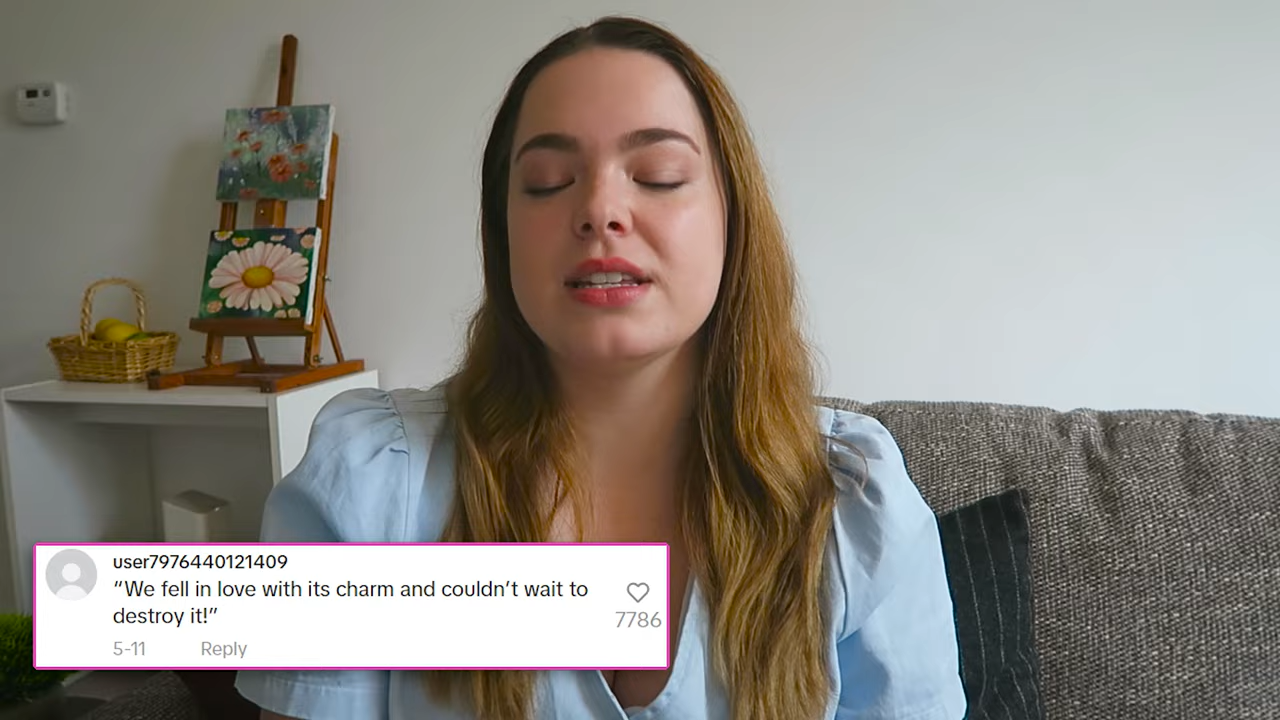 user7976440121409
“We fell in love with its charm and couldn’t wait to
destroy it!”
7786
5-11 Reply